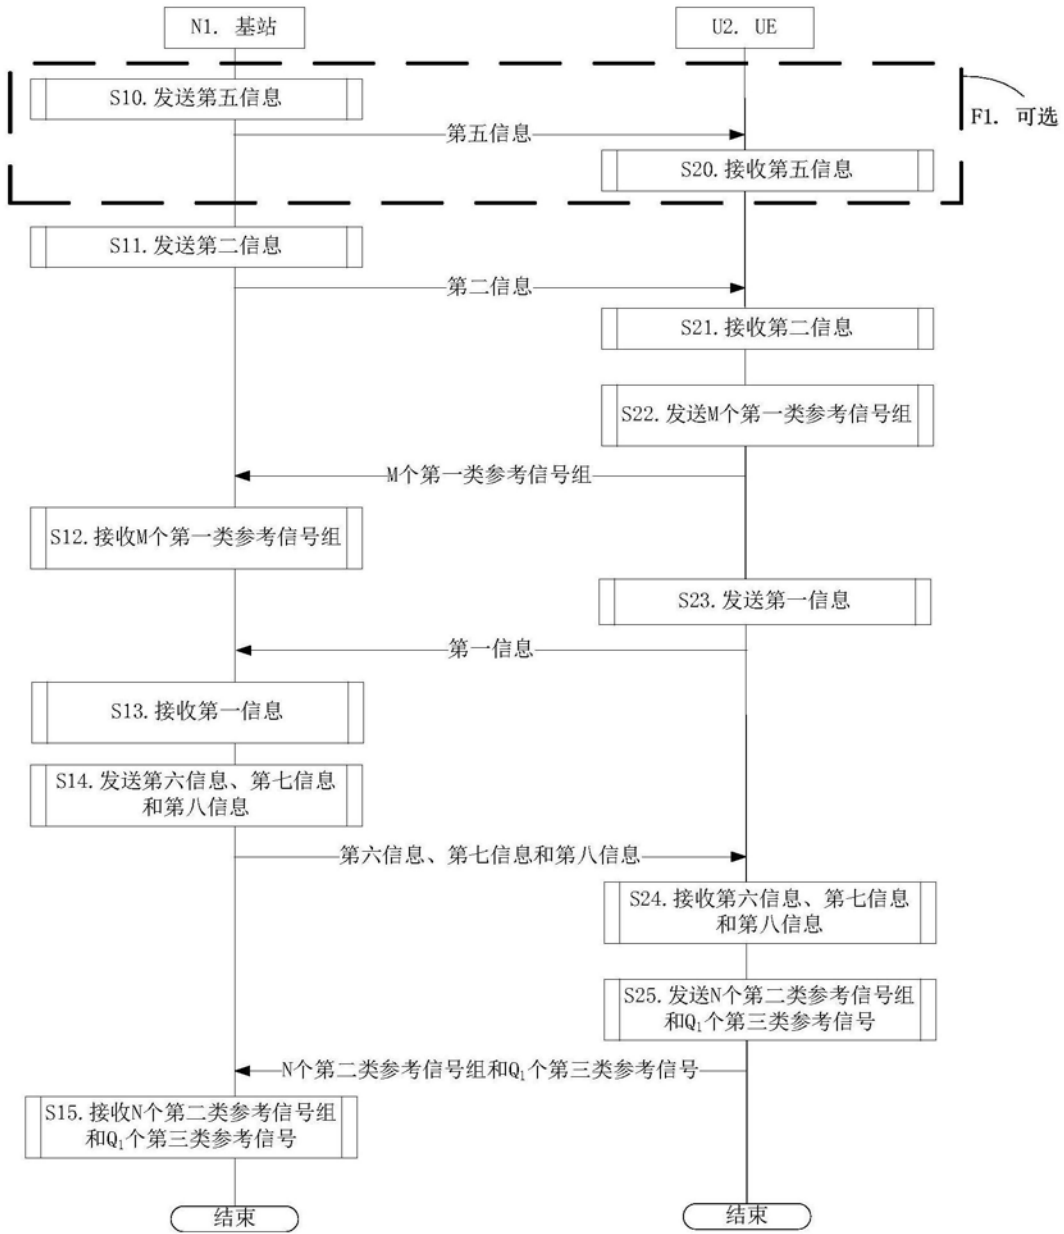 N1. 基站
U2. UE
S10.发送第五信息
F1. 可选
第五信息
S20.接收第五信息
S11.发送第二信息
第二信息
S21.接收第二信息
S22.发送M个第一类参考信号组
M个第一类参考信号组
S12.接收M个第一类参考信号组
S23.发送第一信息
第一信息
S13.接收第一信息
S14.发送第六信息、第七信息
和第八信息
第六信息、第七信息和第八信息
S24.接收第六信息、第七信息
和第八信息
S25.发送N个第二类参考信号组
和Q₁个第三类参考信号
N个第二类参考信号组和Q₁个第三类参考信号
S15.接收N个第二类参考信号组
和Q₁个第三类参考信号
结束
结束